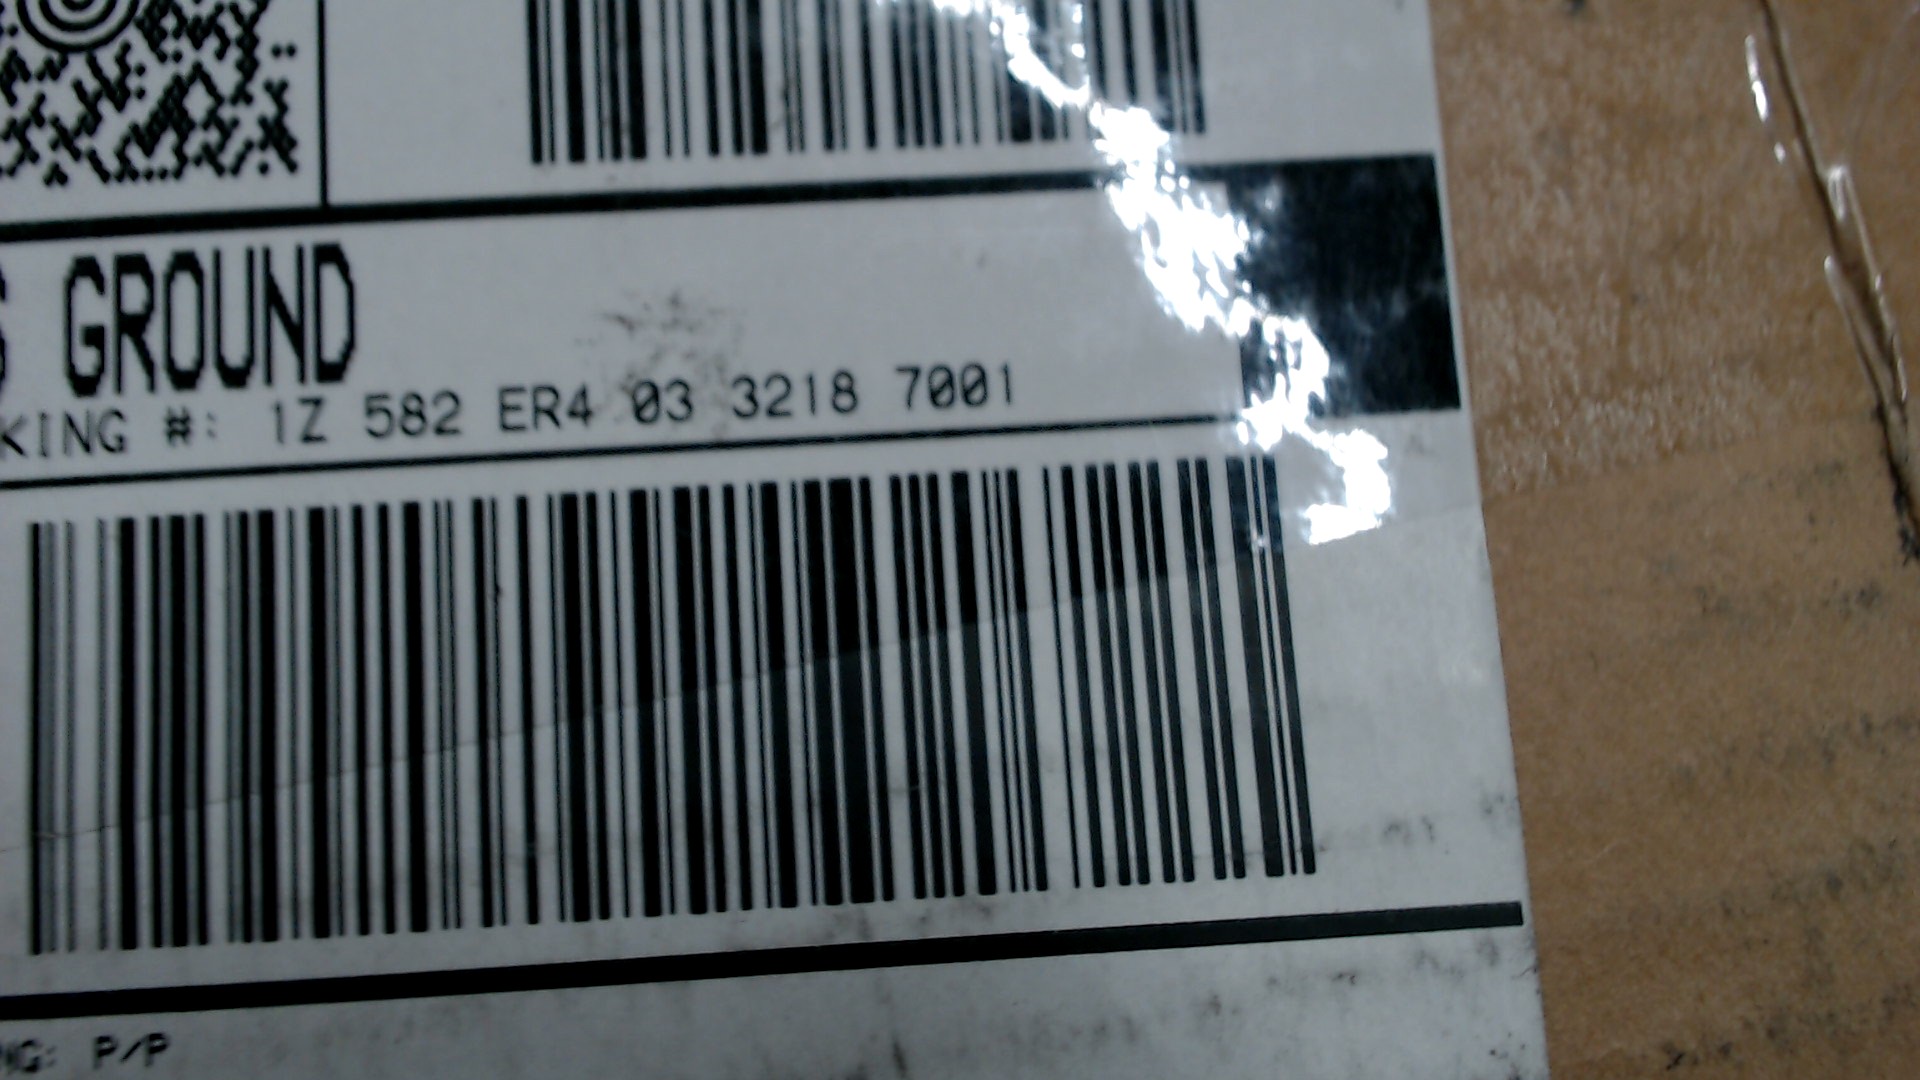 GROUND
KING #: 1Z 582 ER4 03 3218 7001
NG: P/P